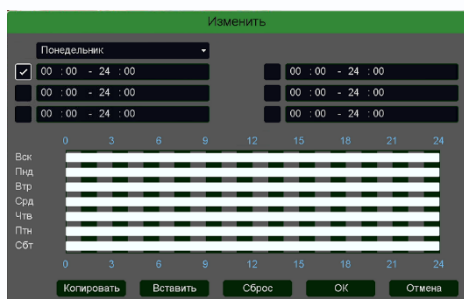 Изменить
Понедельник
00 : 00 - 24 : 00 00 : 00 - 24 : 00
00 : 00 - 24 : 00 00 : 00 - 24 : 00
00 : 00 - 24 : 00 00 : 00 - 24 : 00
0 3 6 9 12 15 18 21 24
Вск
Пнд
Втр
Срд
Чтв
Птн
Сбт
0 3 6 9 12 15 18 21 24
Копировать Вставить Сброс ОК Отмена